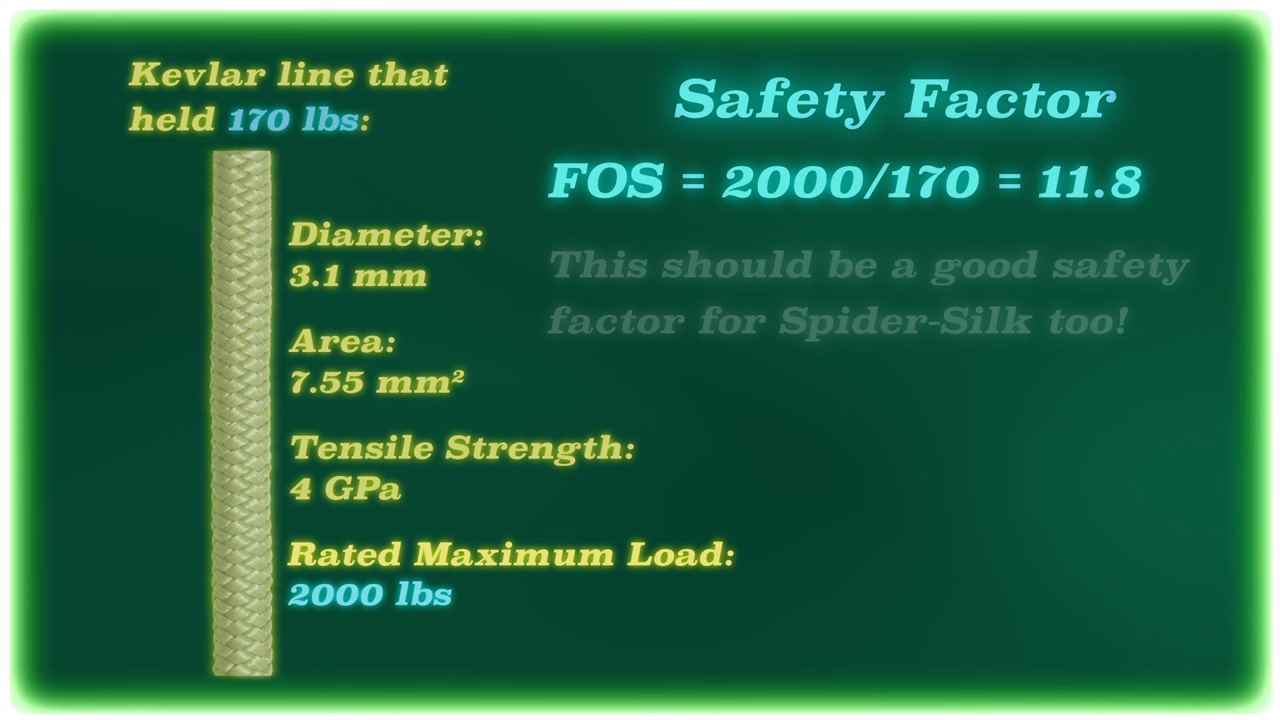 Kevlar line that
held 170 lbs:
Diameter:
3.1 mm
Area:
7.55 mm²
Tensile Strength:
4 GPa
Rated Maximum Load:
2000 lbs
Safety Factor
FOS = 2000/170 = 11.8
This should be a good safety
factor for Spider-Silk too!